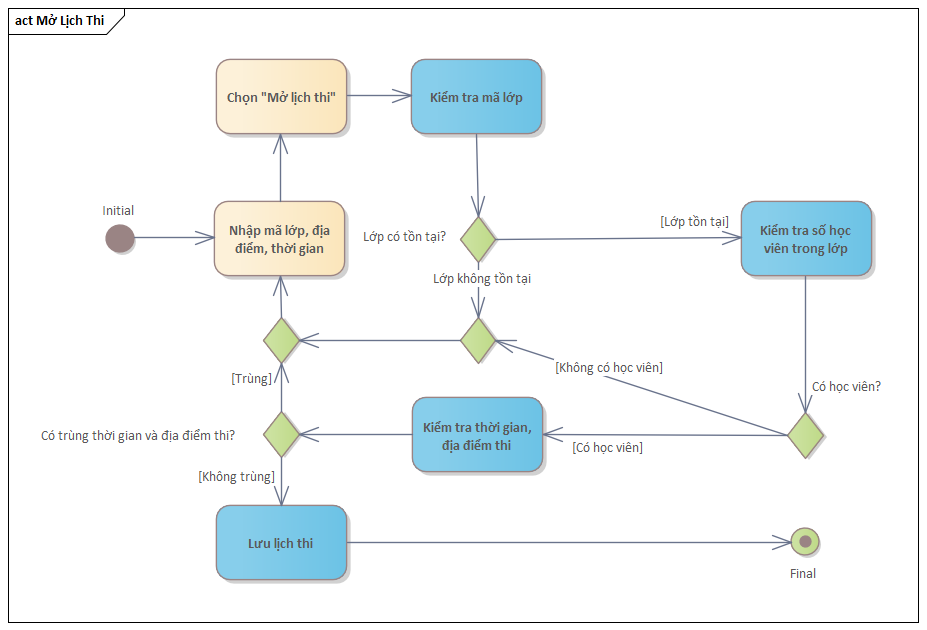 act Mở Lịch Thi
Chọn "Mở lịch thi"
Kiểm tra mã lớp
Initial
Nhập mã lớp, địa
điểm, thời gian
Lớp có tồn tại?
[Lớp tồn tại]
Kiểm tra số học
viên trong lớp
Lớp không tồn tại
[Không có học viên]
[Trùng]
Có học viên?
Có trùng thời gian và địa điểm thi?
Kiểm tra thời gian,
địa điểm thi
[Có học viên]
[Không trùng]
Lưu lịch thi
Final